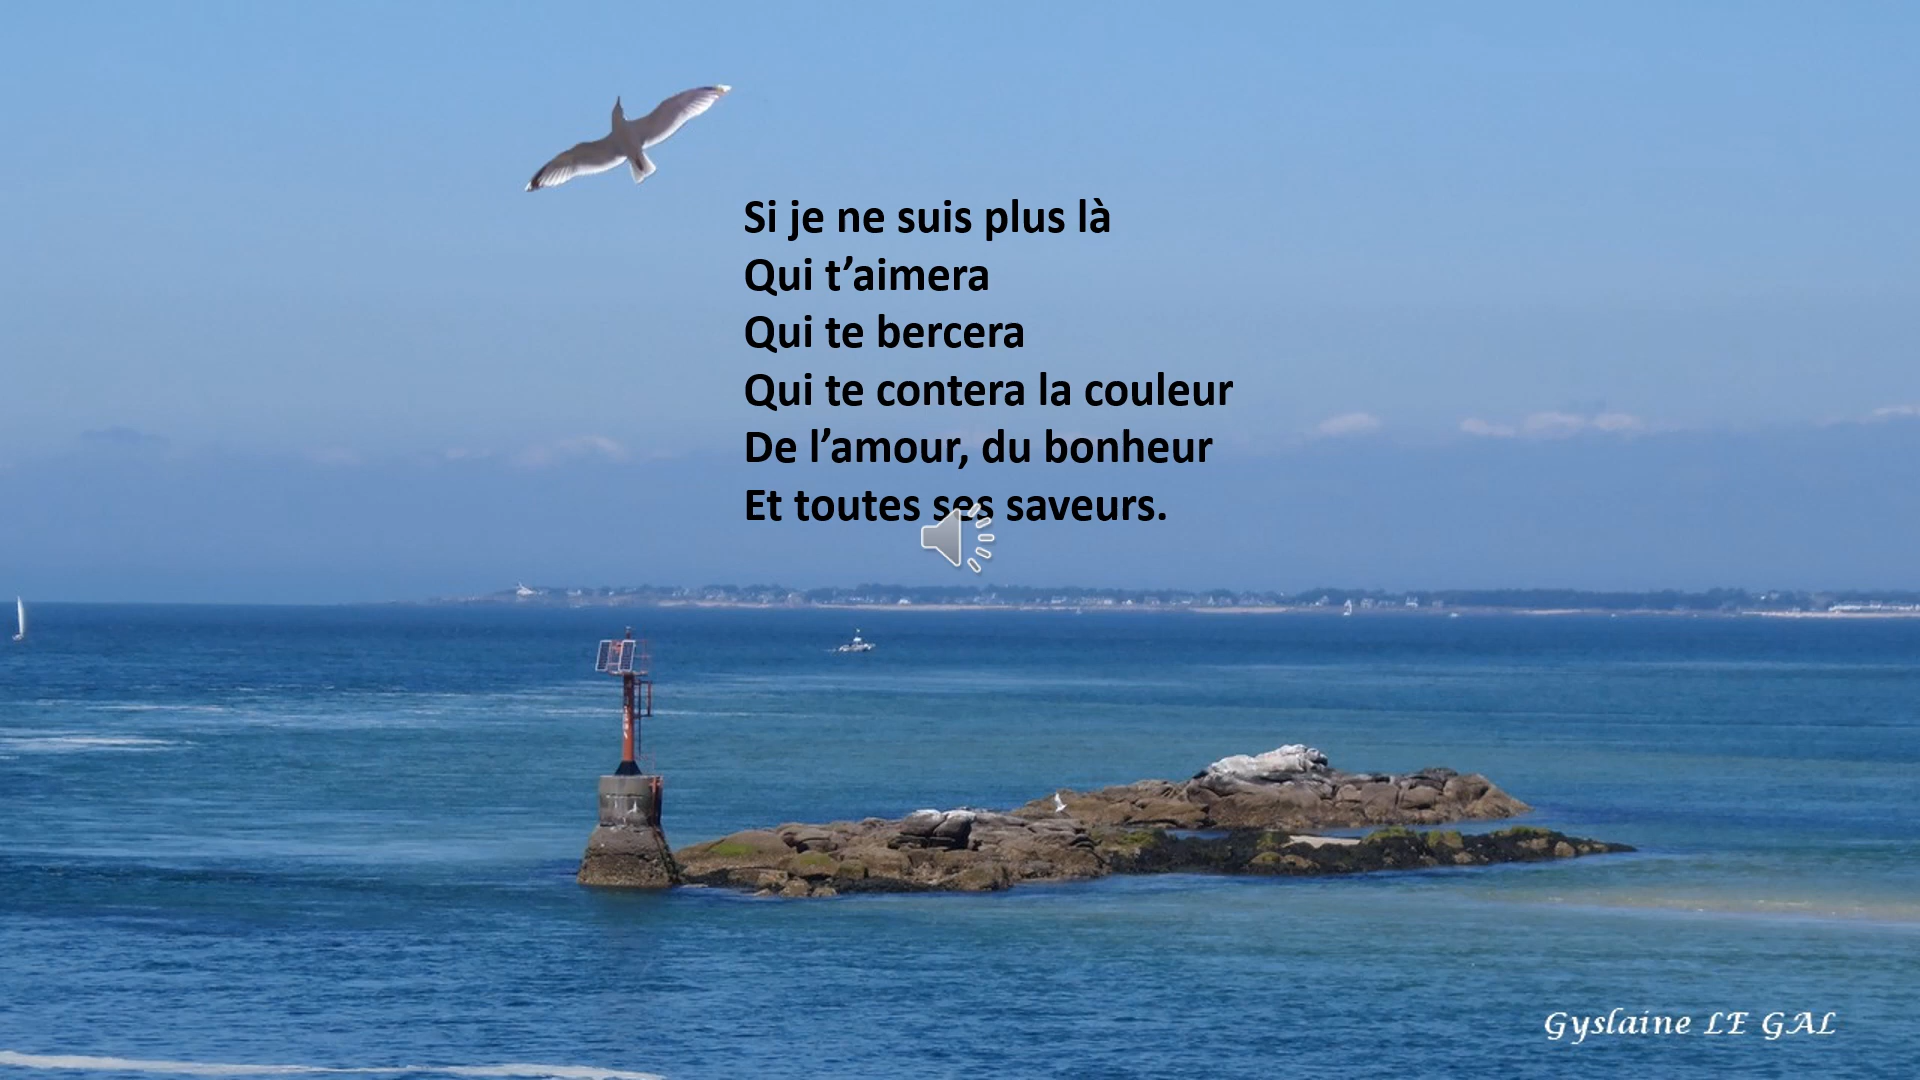 Si je ne suis plus là
Qui t’aimera
Qui te bercera
Qui te contera la couleur
De l’amour, du bonheur
Et toutes ses saveurs.
Gyslaine LE GAL